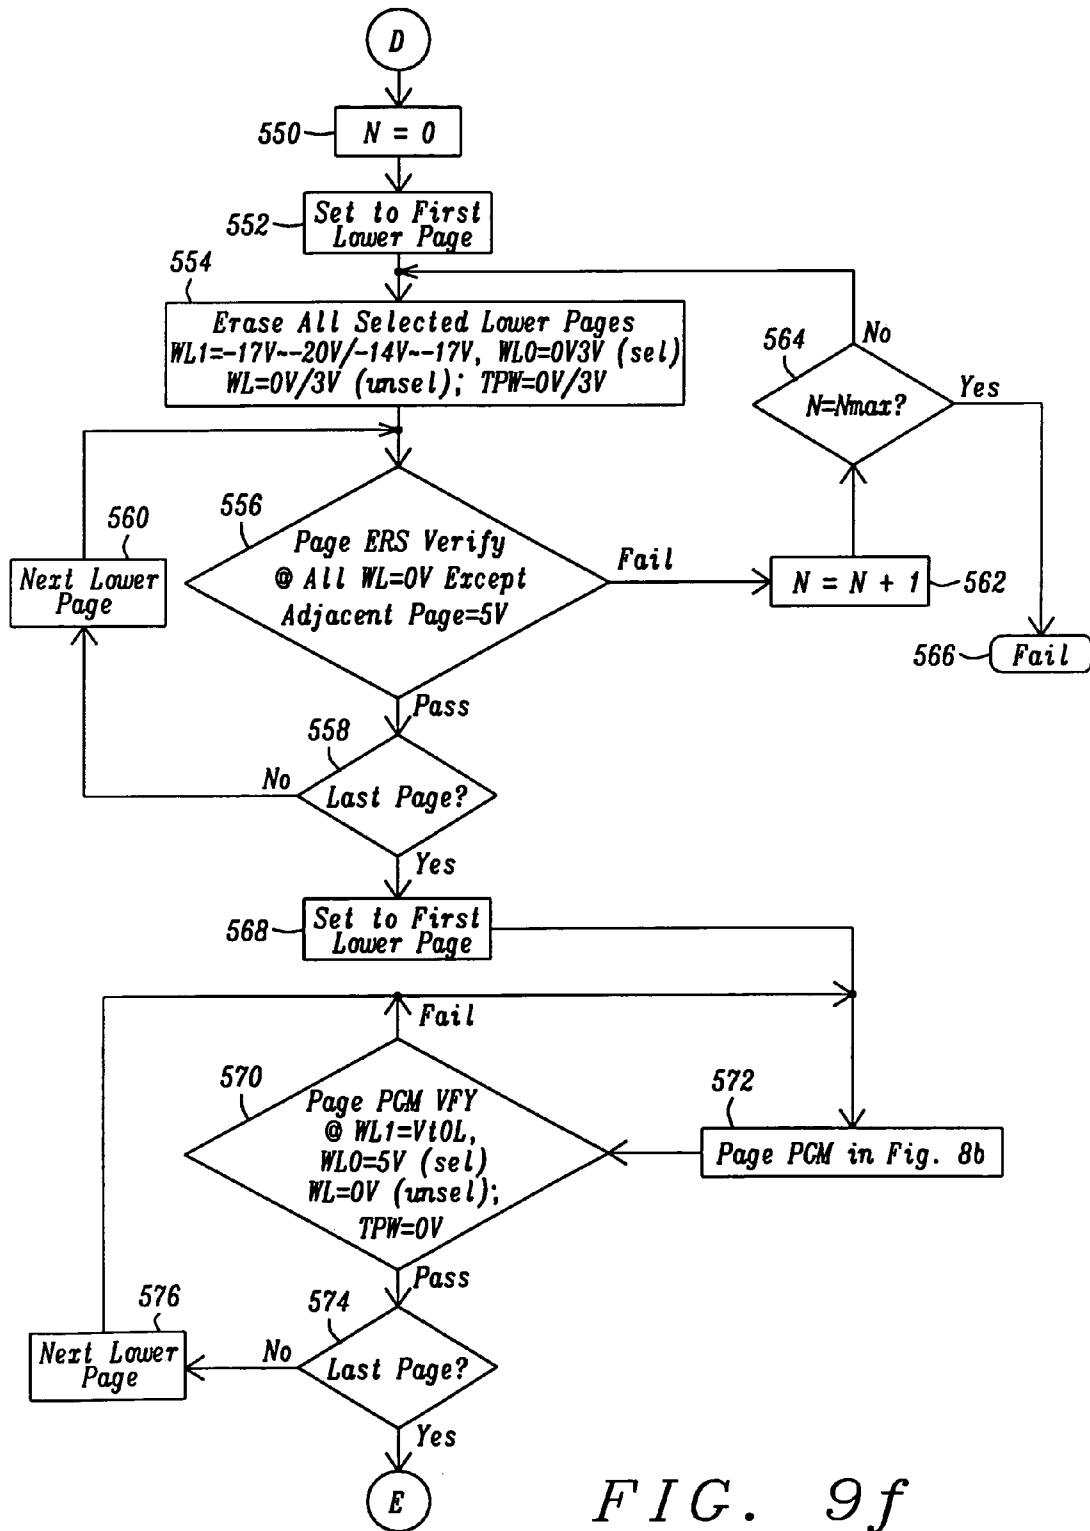 D
550
N = 0
552
Set to First
Lower Page
554
Erase All Selected Lower Pages
WL1=-17V~-20V/-14V~-17V, WL0=0V3V (sel)
WL=0V/3V (unsel); TPW=0V/3V
564
No
N=Nmax?
Yes
560
Next Lower
Page
556
Page ERS Verify
@ All WL=0V Except
Adjacent Page=5V
Fail
N = N + 1
562
566
Fail
Pass
558
No
Last Page?
Yes
568
Set to First
Lower Page
Fail
570
Page PCM VFY
@ WL1=Vt0L,
WL0=5V (sel)
WL=0V (unsel);
TPW=0V
572
Page PCM in Fig. 8b
Pass
576
Next Lower
Page
574
No
Last Page?
Yes
E
FIG. 9f